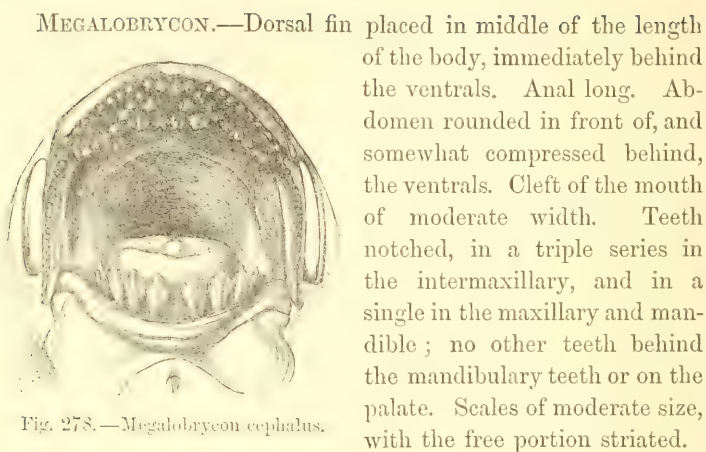 MEGALOBRYCON.—Dorsal fin placed in middle of the length
of the body, immediately behind
the ventrals. Anal long. Ab-
domen rounded in front of, and
somewhat compressed behind,
the ventrals. Cleft of the mouth
of moderate width. Teeth
notched, in a triple series in
the intermaxillary, and in a
single in the maxillary and man-
dible ; no other teeth behind
the mandibulary teeth or on the
palate. Scales of moderate size,
with the free portion striated.
Fig. 278.—Megalobrycon cephalus.